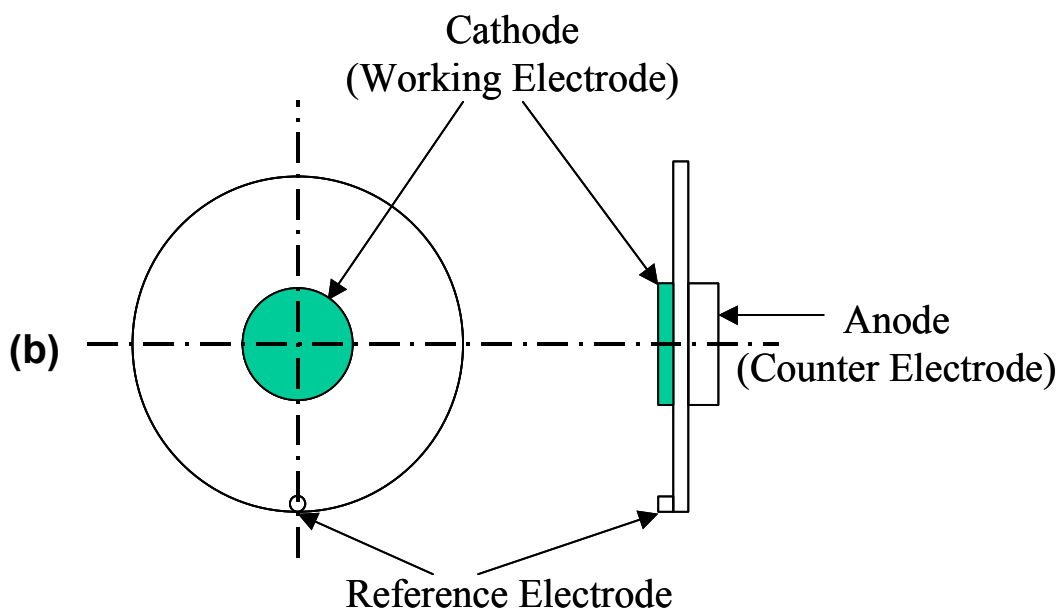 Cathode
(Working Electrode)
(b)
Anode
(Counter Electrode)
Reference Electrode